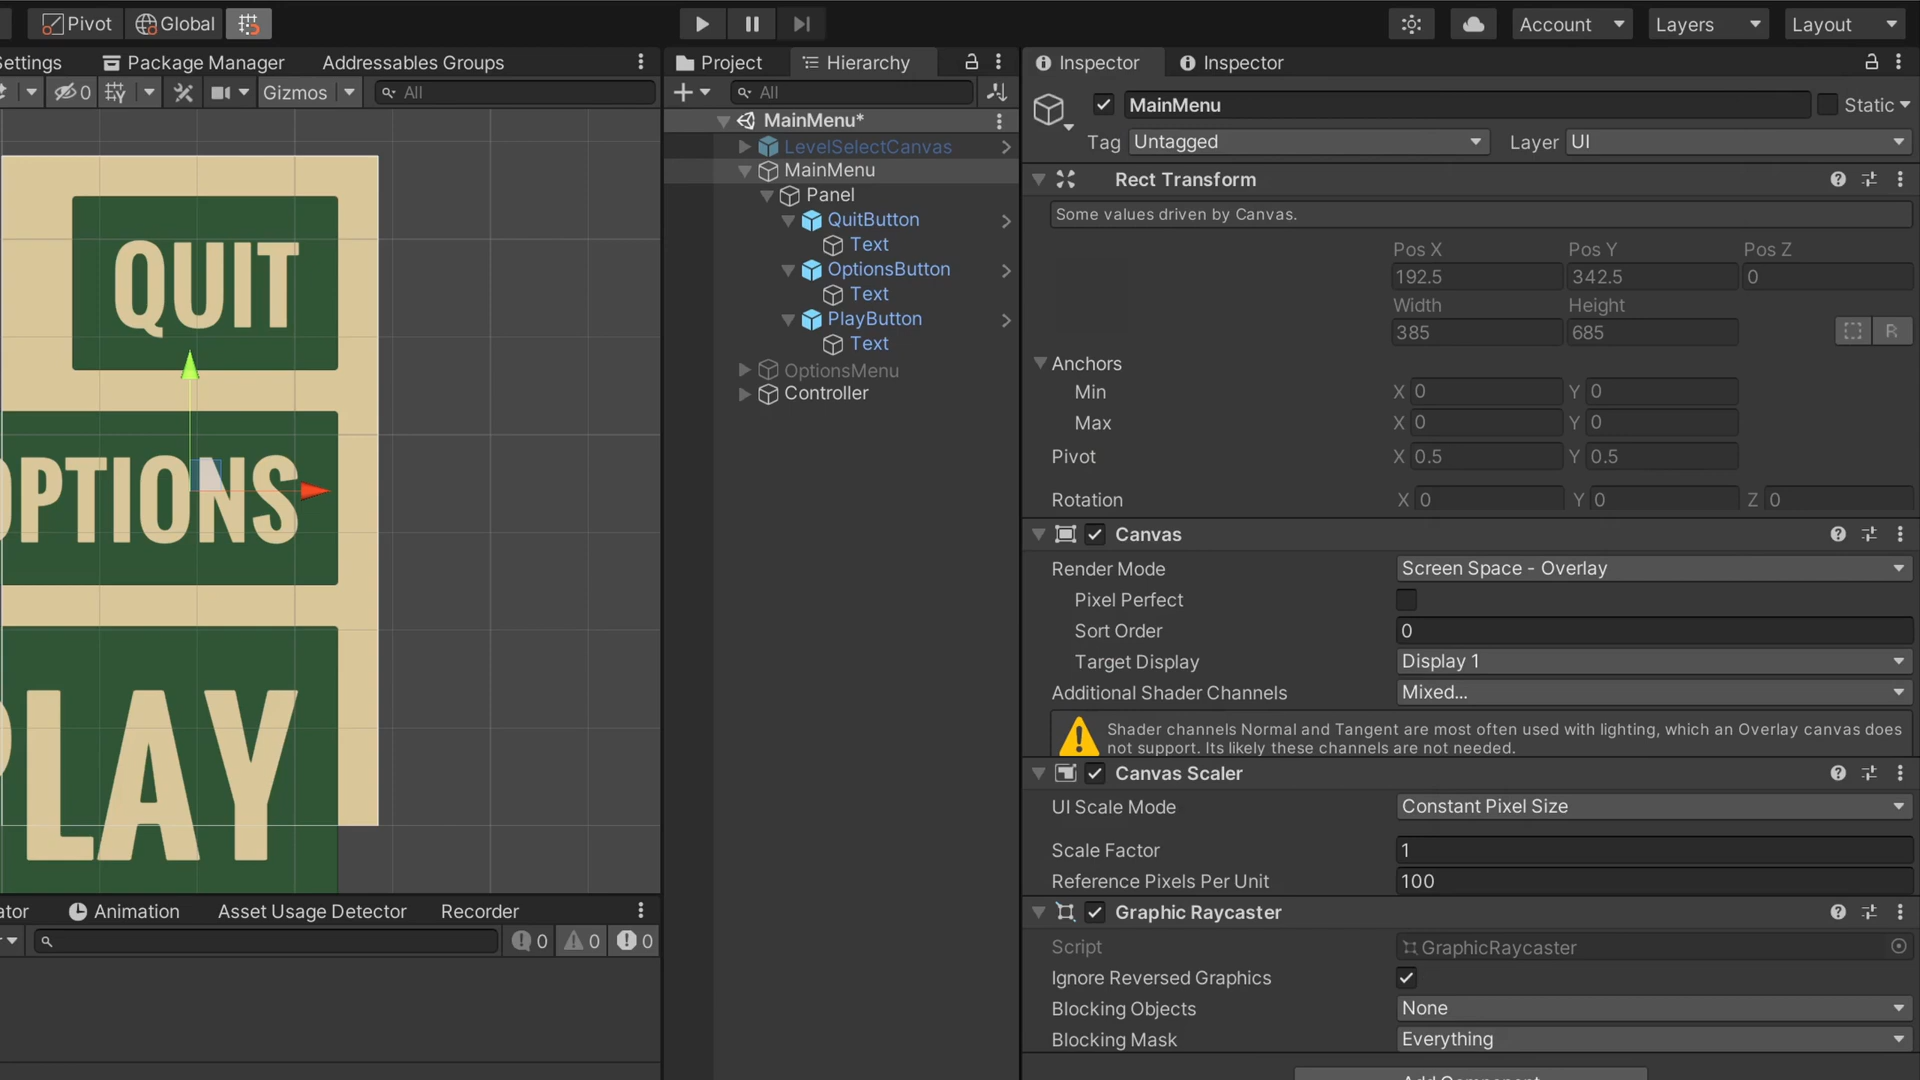 Pivot
Global
Account
Layers
Layout
Settings
Package Manager
Addressables Groups
Project
Hierarchy
Inspector
Inspector
0
Gizmos
All
All
MainMenu
Static
Tag
Untagged
Layer
UI
MainMenu*
LevelSelectCanvas
MainMenu
Panel
QuitButton
Text
OptionsButton
Text
PlayButton
Text
OptionsMenu
Controller
QUIT
OPTIONS
PLAY
Rect Transform
Some values driven by Canvas.
Pos X
Pos Y
Pos Z
192.5
342.5
0
Width
Height
385
685
R
Anchors
Min
X 0
Y 0
Max
X 0
Y 0
Pivot
X 0.5
Y 0.5
Rotation
X 0
Y 0
Z 0
Canvas
Render Mode
Screen Space - Overlay
Pixel Perfect
Sort Order
0
Target Display
Display 1
Additional Shader Channels
Mixed...
Shader channels Normal and Tangent are most often used with lighting, which an Overlay canvas does
not support. Its likely these channels are not needed.
Canvas Scaler
UI Scale Mode
Constant Pixel Size
Scale Factor
1
Reference Pixels Per Unit
100
Graphic Raycaster
Script
GraphicRaycaster
Ignore Reversed Graphics
Blocking Objects
None
Blocking Mask
Everything
Add Component
Animation
Asset Usage Detector
Recorder
0
0
0